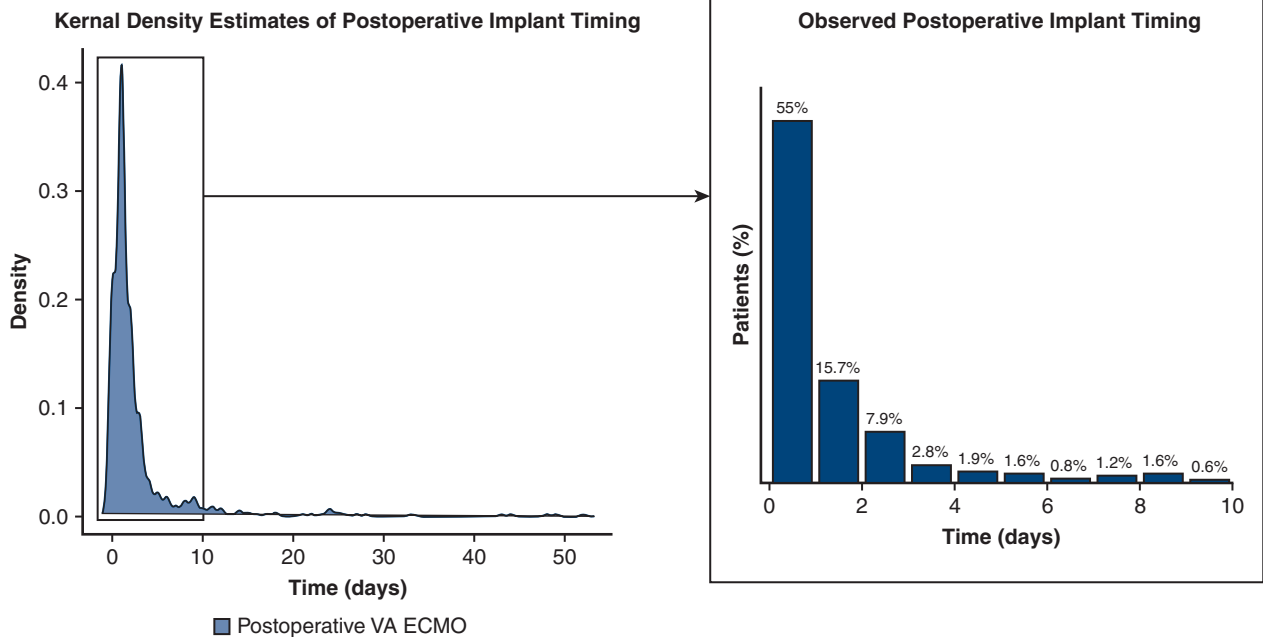 Kernal Density Estimates of Postoperative Implant Timing
0.4
0.3
0.2
0.1
0.0
Density
0 10 20 30 40 50
Time (days)
Postoperative VA ECMO
Observed Postoperative Implant Timing
Patients (%)
55%
15.7%
7.9%
2.8%
1.9%
1.6%
0.8%
1.2%
1.6%
0.6%
0 2 4 6 8 10
Time (days)